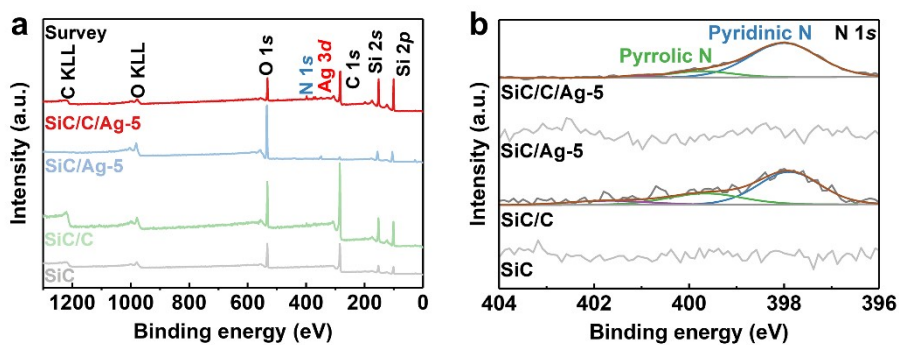 a
Survey
C KLL
O KLL
O 1s
N 1s
Ag 3d
C 1s
Si 2s
Si 2p
SiC/C/Ag-5
SiC/Ag-5
SiC/C
SiC
Intensity (a.u.)
1200 1000 800 600 400 200 0
Binding energy (eV)
b
N 1s
Pyridinic N
Pyrrolic N
SiC/C/Ag-5
SiC/Ag-5
SiC/C
SiC
Intensity (a.u.)
404 402 400 398 396
Binding energy (eV)